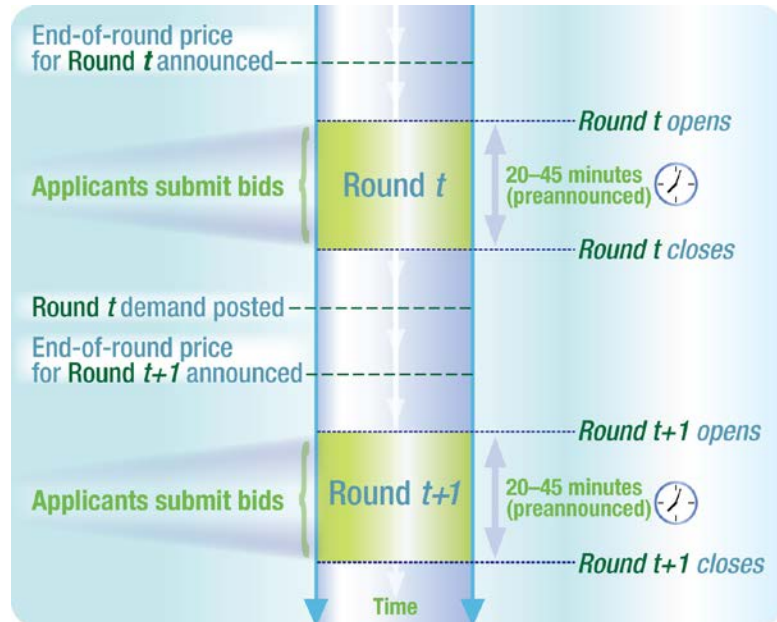 End-of-round price
for Round t announced
Round t opens
Applicants submit bids
Round t
20–45 minutes
(preannounced)
Round t closes
Round t demand posted
End-of-round price
for Round t+1 announced
Round t+1 opens
Applicants submit bids
Round t+1
20–45 minutes
(preannounced)
Round t+1 closes
Time